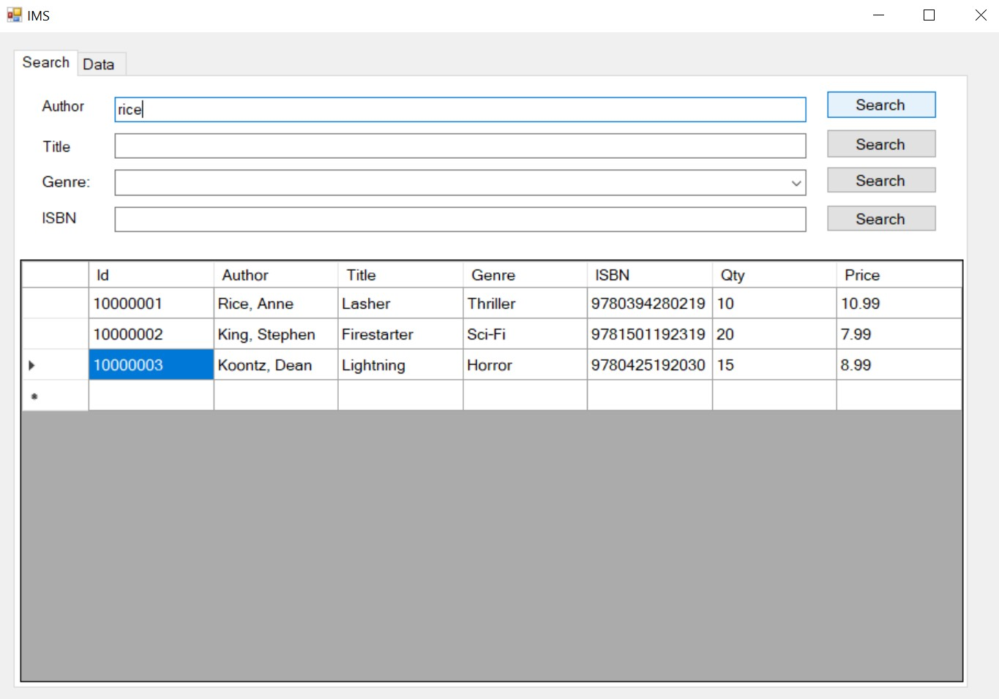 IMS
Search Data
Author rice Search
Title Search
Genre: Search
ISBN Search
Id Author Title Genre ISBN Qty Price
10000001 Rice, Anne Lasher Thriller 9780394280219 10 10.99
10000002 King, Stephen Firestarter Sci-Fi 9781501192319 20 7.99
10000003 Koontz, Dean Lightning Horror 9780425192030 15 8.99
*